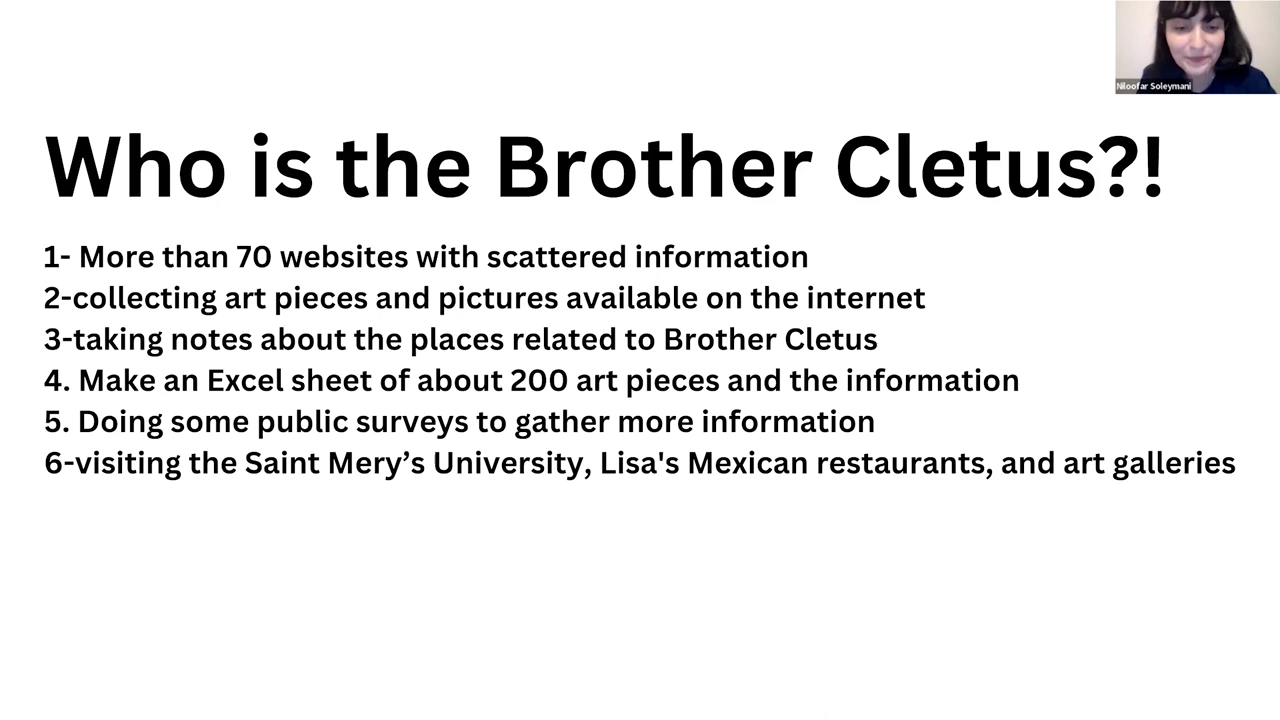 Niloofar Soleymani
Who is the Brother Cletus?!
1- More than 70 websites with scattered information
2-collecting art pieces and pictures available on the internet
3-taking notes about the places related to Brother Cletus
4. Make an Excel sheet of about 200 art pieces and the information
5. Doing some public surveys to gather more information
6-visiting the Saint Mery’s University, Lisa's Mexican restaurants, and art galleries